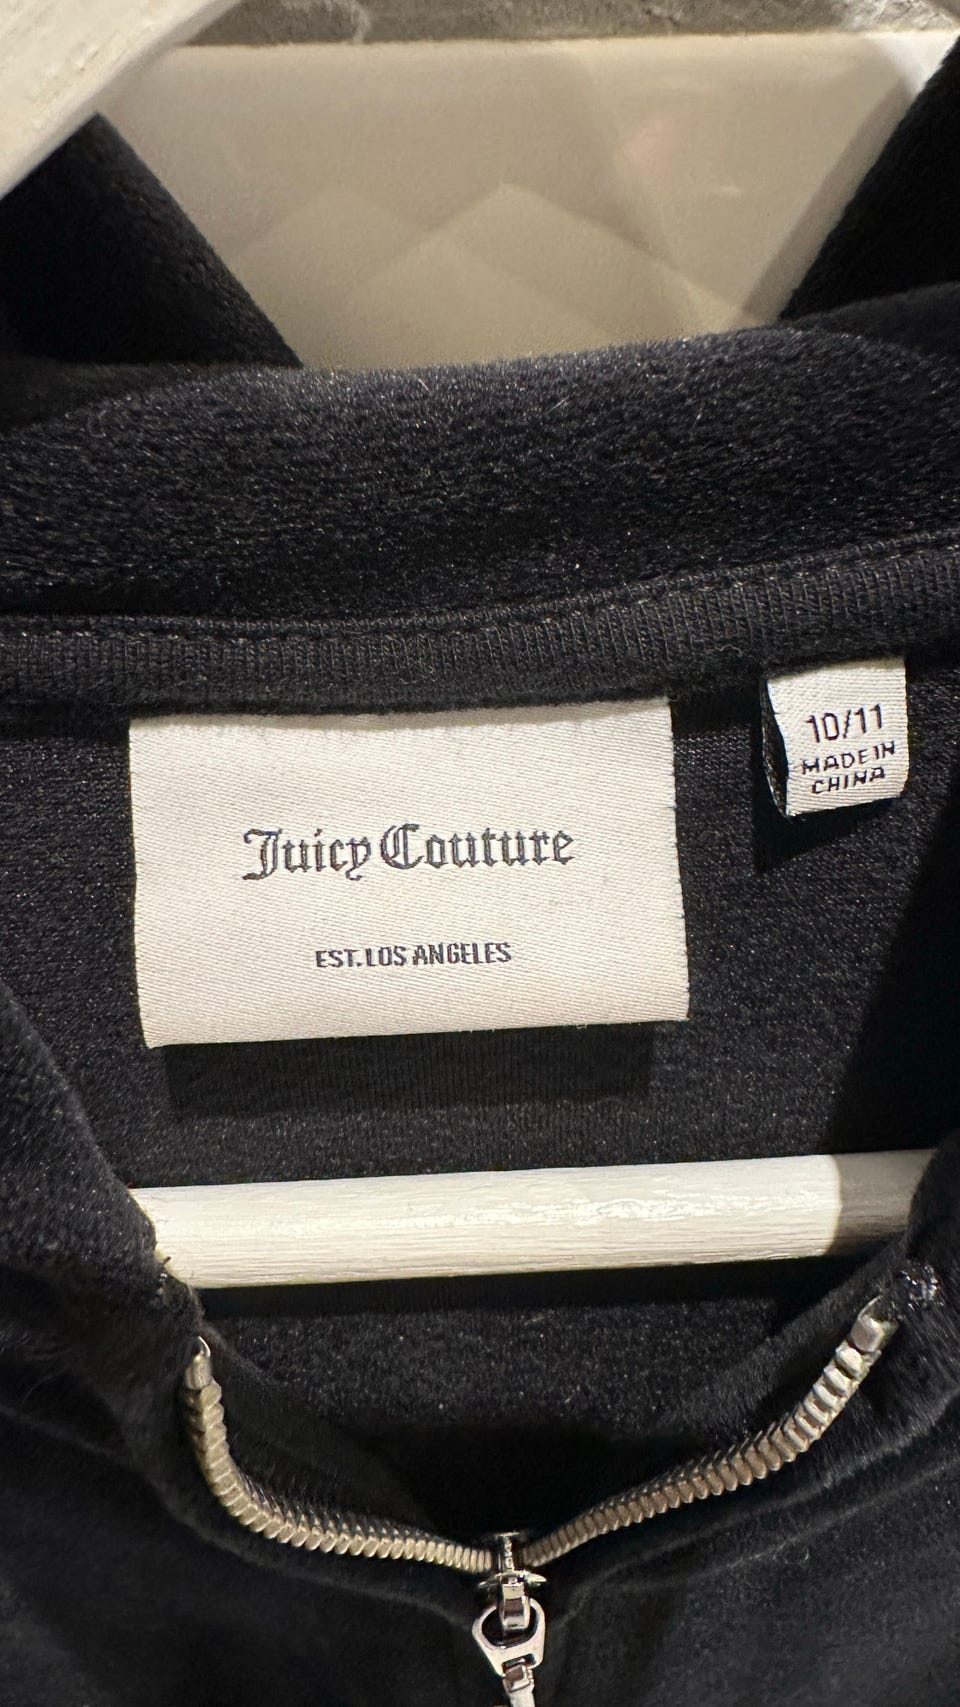 Juicy Couture
EST. LOS ANGELES
10/11
MADE IN
CHINA